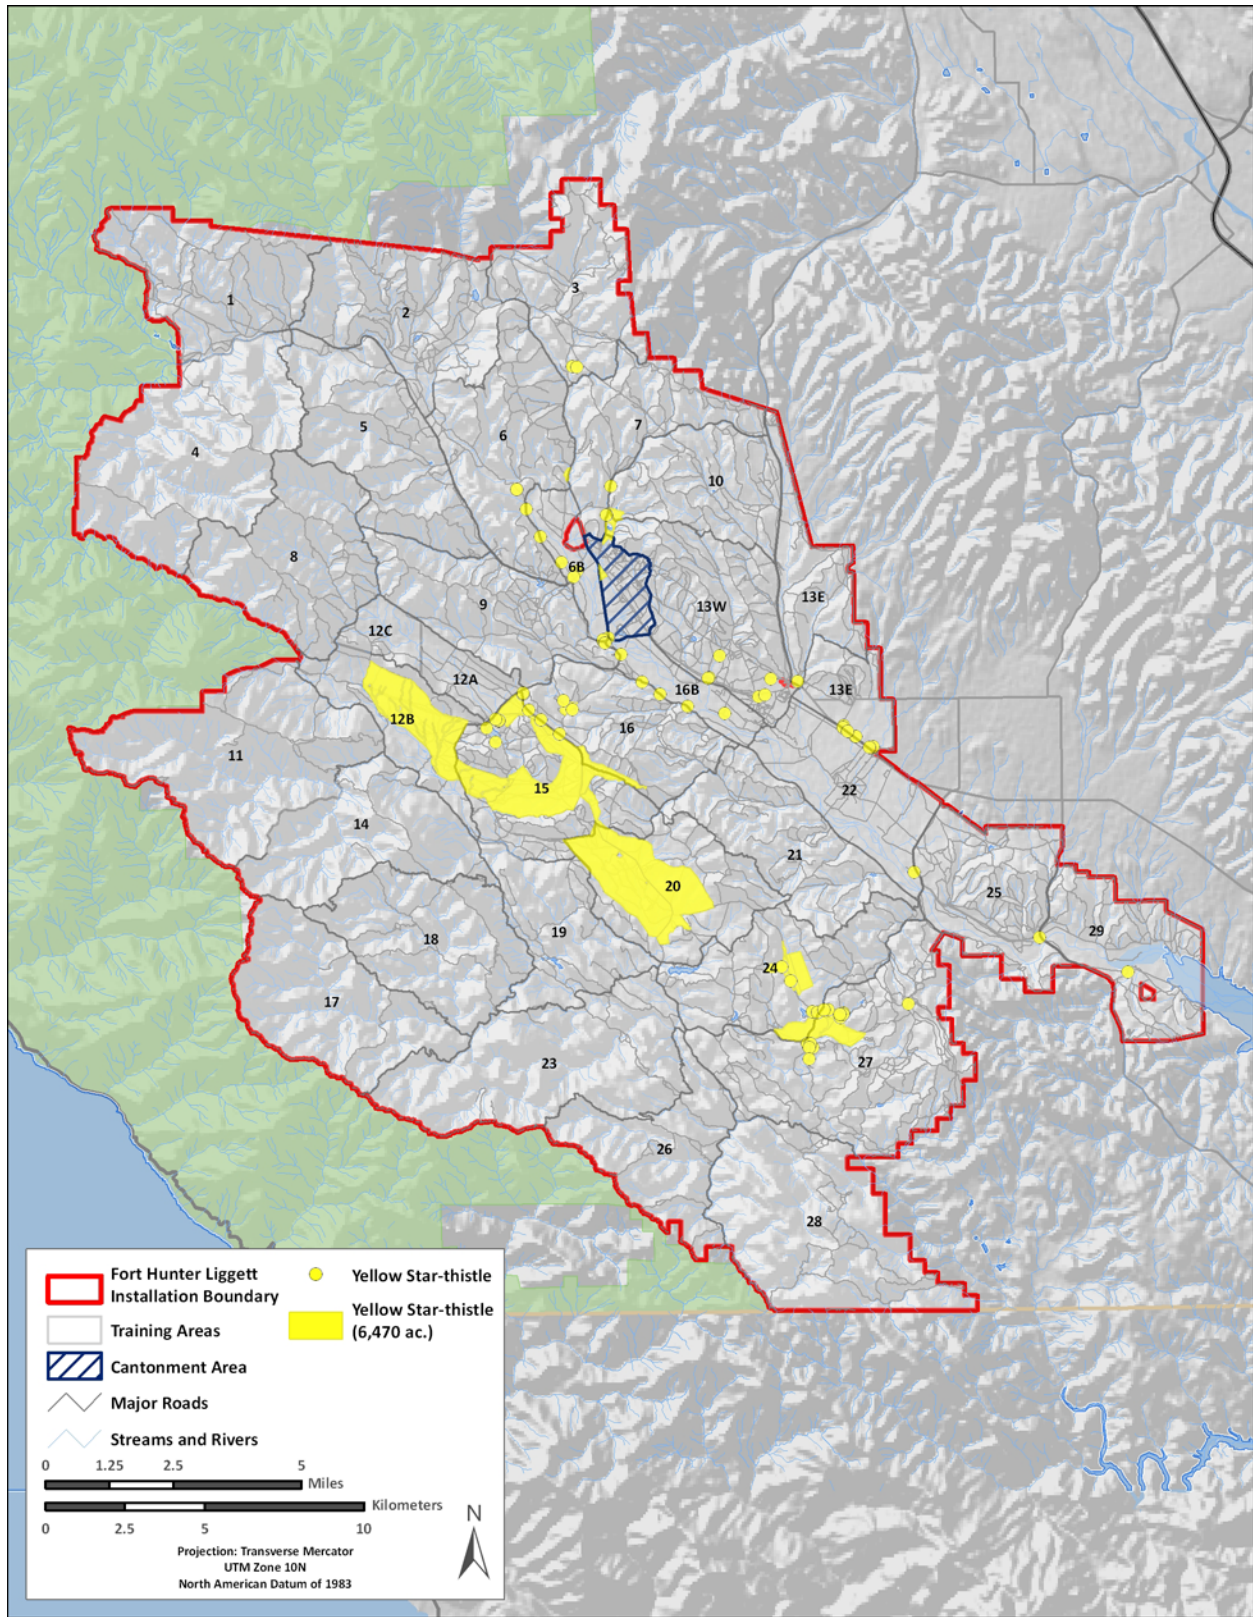 3
1
2
5
7
6
4
10
8
6B
13E
9
13W
12C
12A
16B
13E
12B
16
11
15
22
14
21
20
25
19
18
29
24
17
23
27
26
28
Fort Hunter Liggett
Installation Boundary
Training Areas
Cantonment Area
Major Roads
Streams and Rivers
Yellow Star-thistle
Yellow Star-thistle
(6,470 ac.)
0 1.25 2.5 5
Miles
Kilometers
0 2.5 5 10
N
Projection: Transverse Mercator
UTM Zone 10N
North American Datum of 1983